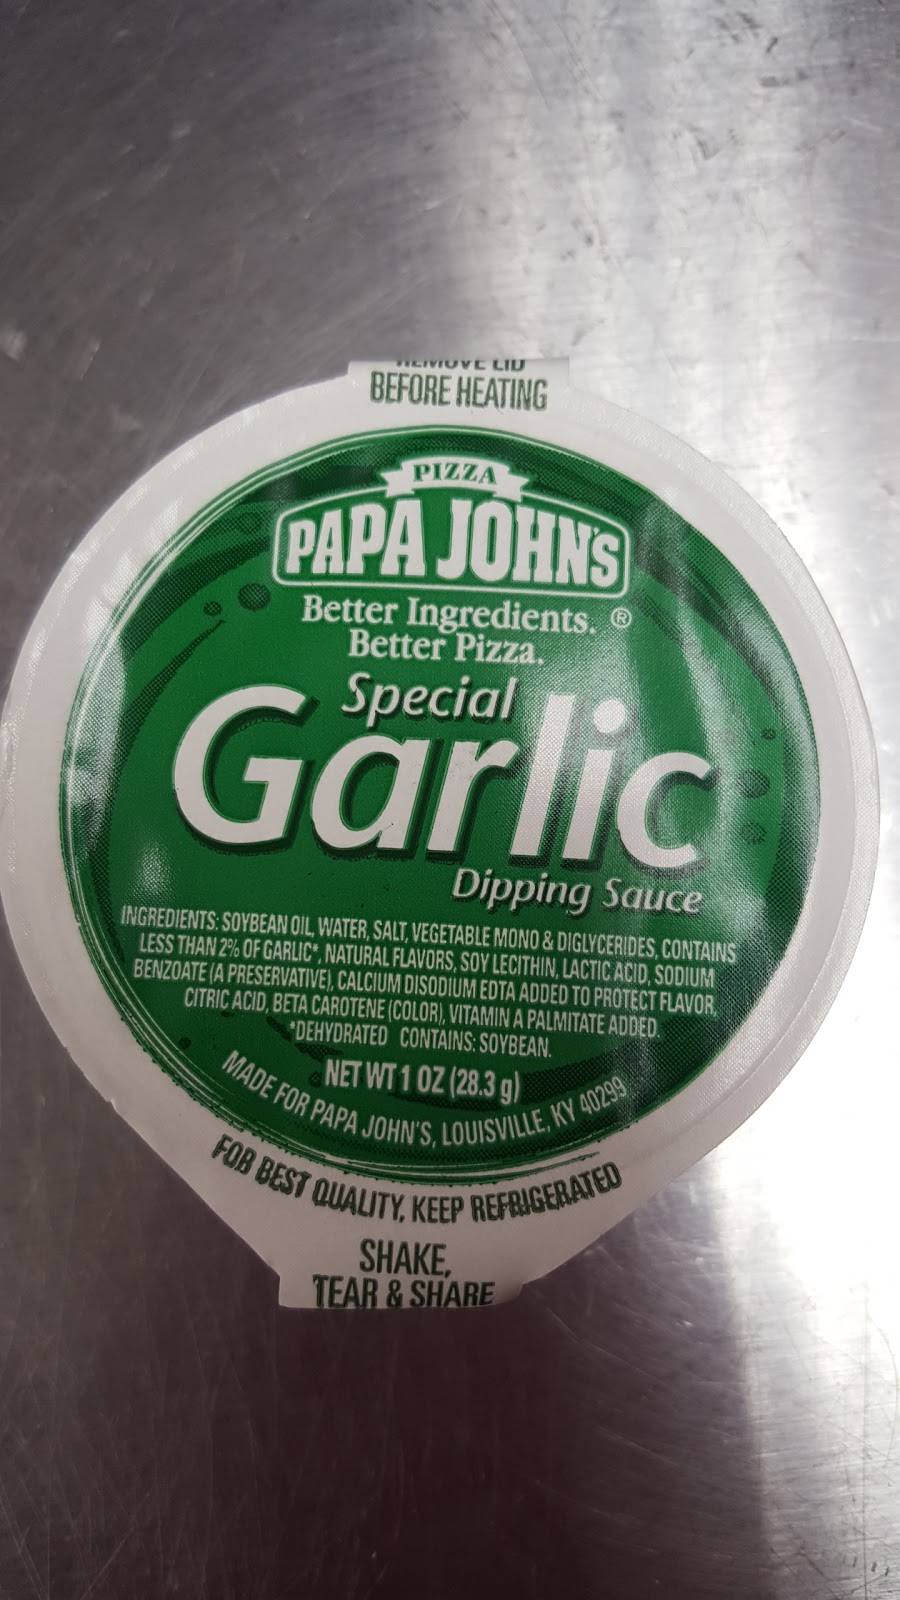 REMOVE LID
BEFORE HEATING
PIZZA
PAPA JOHN'S
Better Ingredients. ®
Better Pizza.
Special
Garlic
Dipping Sauce
INGREDIENTS: SOYBEAN OIL, WATER, SALT, VEGETABLE MONO & DIGLYCERIDES, CONTAINS
LESS THAN 2% OF GARLIC*, NATURAL FLAVORS, SOY LECITHIN, LACTIC ACID, SODIUM
BENZOATE (A PRESERVATIVE), CALCIUM DISODIUM EDTA ADDED TO PROTECT FLAVOR,
CITRIC ACID, BETA CAROTENE (COLOR), VITAMIN A PALMITATE ADDED.
*DEHYDRATED CONTAINS: SOYBEAN.
NET WT 1 OZ (28.3 g)
MADE FOR PAPA JOHN'S, LOUISVILLE, KY 40299
FOR BEST QUALITY, KEEP REFRIGERATED
SHAKE,
TEAR & SHARE